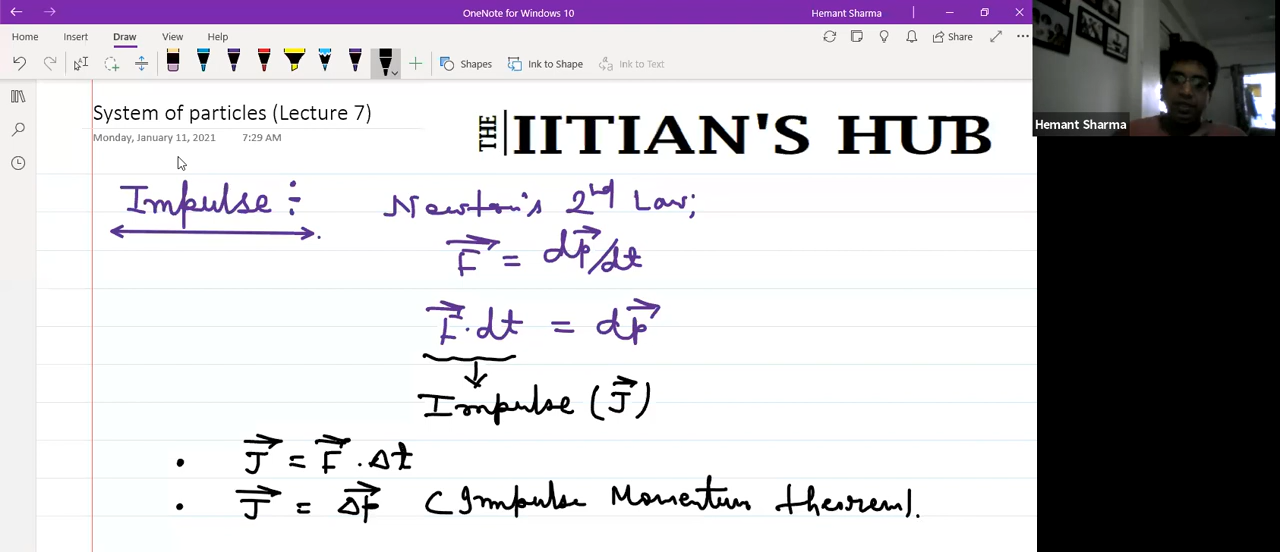 OneNote for Windows 10
Hemant Sharma
Home Insert Draw View Help
Share
Shapes Ink to Shape Ink to Text
Hemant Sharma
System of particles (Lecture 7)
Monday, January 11, 2021 7:29 AM
THE IITIAN'S HUB
Impulse :- Newton's 2nd Law;
F⃗ = dp⃗/dt
F⃗·dt = dp⃗
Impulse (J⃗)
• J⃗ = F⃗·Δt
• J⃗ = Δp⃗ (Impulse Momentum theorem).